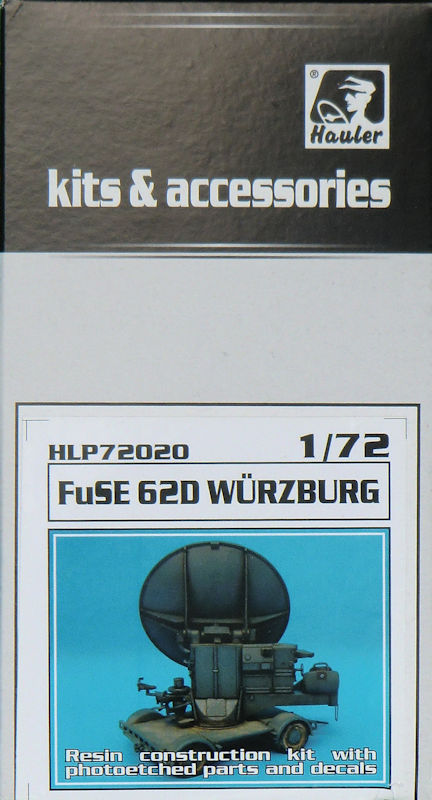 ®
Hauler
kits & accessories
HLP72020 1/72
FuSE 62D WÜRZBURG
Resin construction kit with
photoetched parts and decals